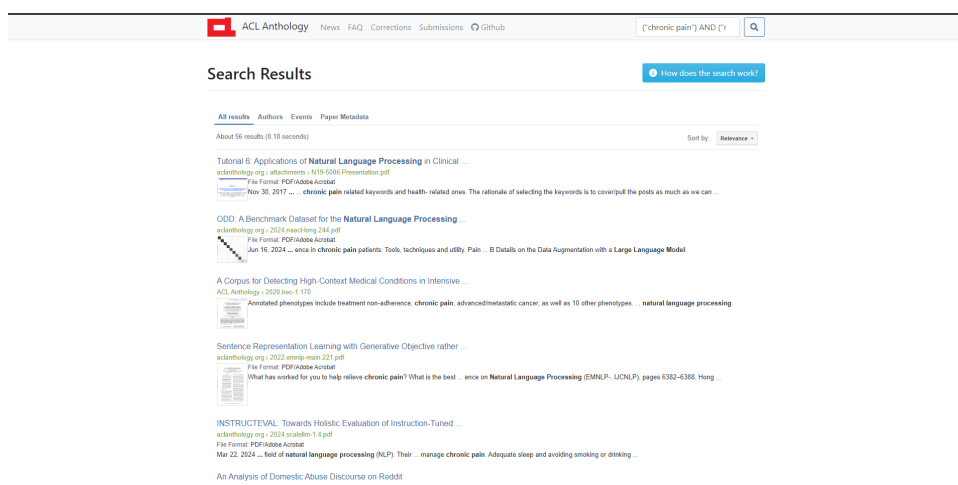 ACL Anthology News FAQ Corrections Submissions Github ("chronic pain") AND ("r
Search Results
How does the search work?
All results Authors Events Paper Metadata
About 56 results (0.18 seconds)
Sort by: Relevance
Tutorial 6: Applications of Natural Language Processing in Clinical ...
aclanthology.org › attachments › N19-5006.Presentation.pdf
File Format: PDF/Adobe Acrobat
Nov 30, 2017 ... ... chronic pain related keywords and health- related ones. The rationale of selecting the keywords is to cover/pull the posts as much as we can ...
ODD: A Benchmark Dataset for the Natural Language Processing ...
aclanthology.org › 2024.naacl-long.244.pdf
File Format: PDF/Adobe Acrobat
Jun 16, 2024 ... ence in chronic pain patients: Tools, techniques and utility. Pain ... B Details on the Data Augmentation with a Large Language Model.
A Corpus for Detecting High-Context Medical Conditions in Intensive ...
ACL Anthology › 2020.lrec-1.170
Annotated phenotypes include treatment non-adherence, chronic pain, advanced/metastatic cancer, as well as 10 other phenotypes. ... natural language processing.
Sentence Representation Learning with Generative Objective rather ...
aclanthology.org › 2022.emnlp-main.221.pdf
File Format: PDF/Adobe Acrobat
What has worked for you to help relieve chronic pain? What is the best ... ence on Natural Language Processing (EMNLP-. IJCNLP), pages 6382–6388, Hong ...
INSTRUCTEVAL: Towards Holistic Evaluation of Instruction-Tuned ...
aclanthology.org › 2024.scalellm-1.4.pdf
File Format: PDF/Adobe Acrobat
Mar 22, 2024 ... field of natural language processing (NLP). Their ... manage chronic pain. Adequate sleep and avoiding smoking or drinking ...
An Analysis of Domestic Abuse Discourse on Reddit